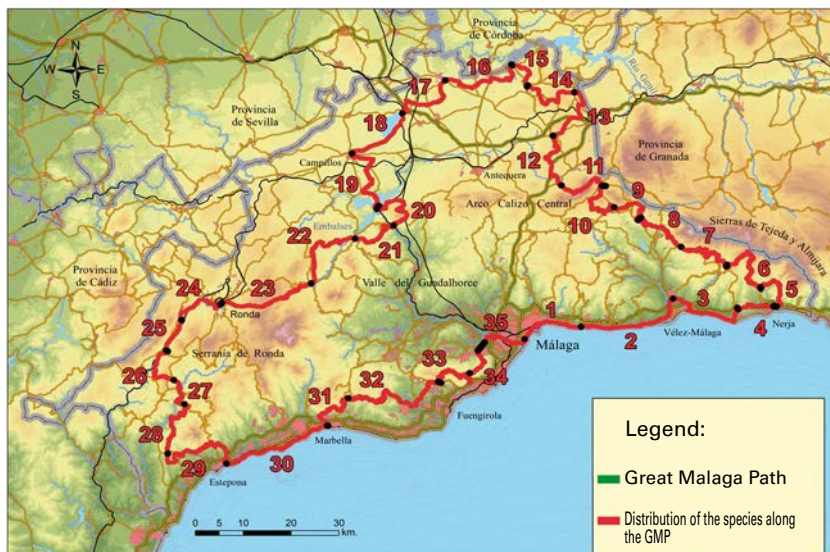 Provincia
de Córdoba
N
W E
S
15
16
14
17
Río Genil
Provincia
de Sevilla
18
13
Provincia
de Granada
Campillos
12
Antequera
11
19
Arco Calizo Central
9
20
10
Sierras de Tejeda y Almijara
22
Embalses
21
8
7
Provincia
de Cádiz
Valle del Guadalhorce
6
24
23
5
Ronda
25
35
1
3
Málaga
2
Vélez-Málaga
4
Nerja
Serranía de Ronda
26
33
34
27
31
32
Fuengirola
Marbella
28
29
30
Estepona
0 5 10 20 30
km.
Legend:
Great Malaga Path
Distribution of the species along
the GMP